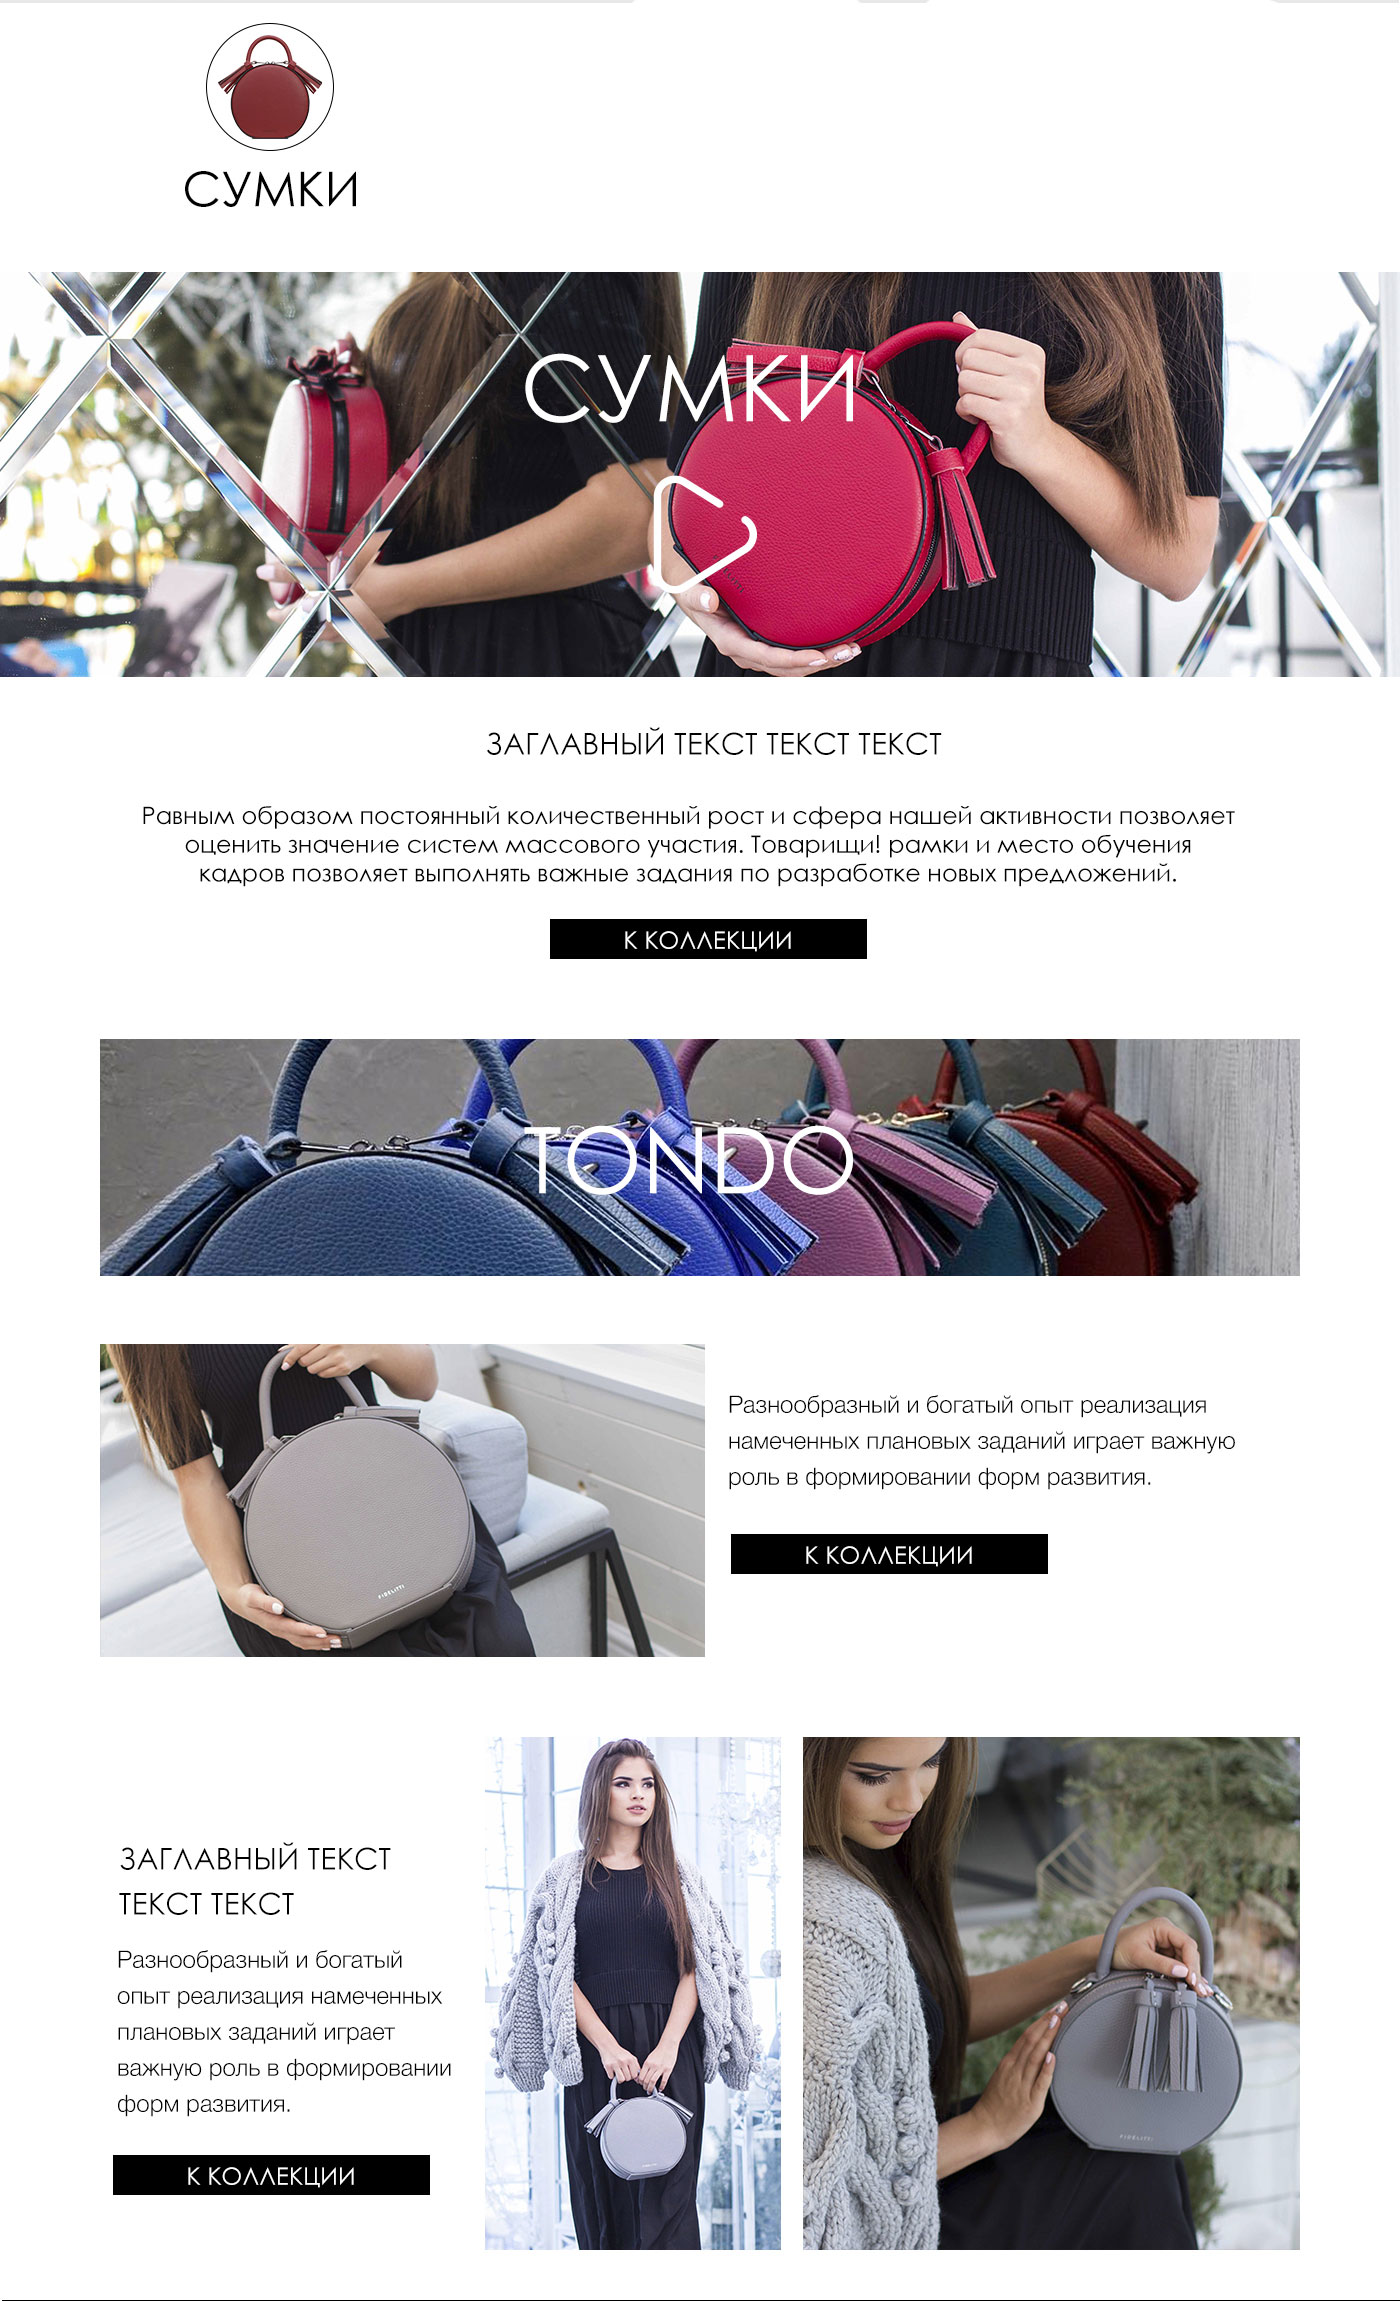 СУМКИ
СУМКИ
ЗАГЛАВНЫЙ ТЕКСТ ТЕКСТ ТЕКСТ
Равным образом постоянный количественный рост и сфера нашей активности позволяет
оценить значение систем массового участия. Товарищи! рамки и место обучения
кадров позволяет выполнять важные задания по разработке новых предложений.
К КОЛЛЕКЦИИ
TONDO
Разнообразный и богатый опыт реализация
намеченных плановых заданий играет важную
роль в формировании форм развития.
К КОЛЛЕКЦИИ
FIDELITTI
ЗАГЛАВНЫЙ ТЕКСТ
ТЕКСТ ТЕКСТ
Разнообразный и богатый
опыт реализация намеченных
плановых заданий играет
важную роль в формировании
форм развития.
К КОЛЛЕКЦИИ
FIDELITTI